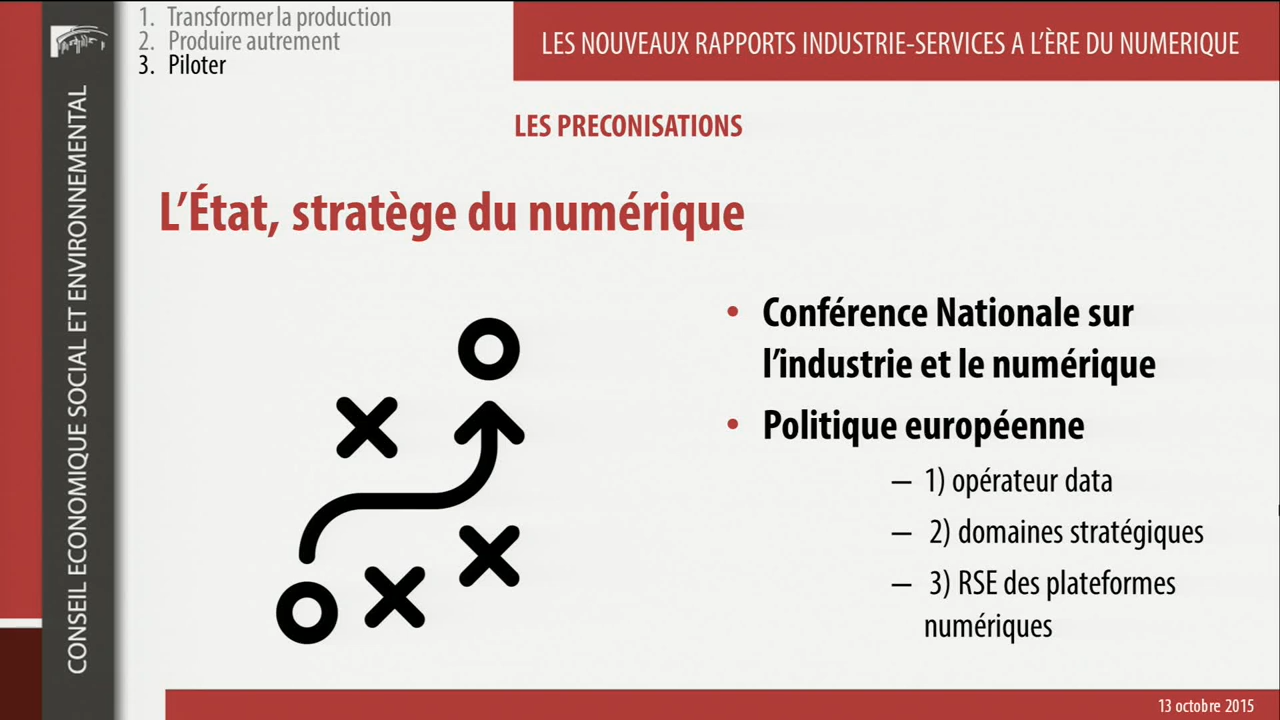 1. Transformer la production
2. Produire autrement
3. Piloter
LES NOUVEAUX RAPPORTS INDUSTRIE-SERVICES A L'ÈRE DU NUMERIQUE
CONSEIL ECONOMIQUE SOCIAL ET ENVIRONNEMENTAL
LES PRECONISATIONS
L'État, stratège du numérique
• Conférence Nationale sur
l'industrie et le numérique
• Politique européenne
– 1) opérateur data
– 2) domaines stratégiques
– 3) RSE des plateformes
numériques
13 octobre 2015